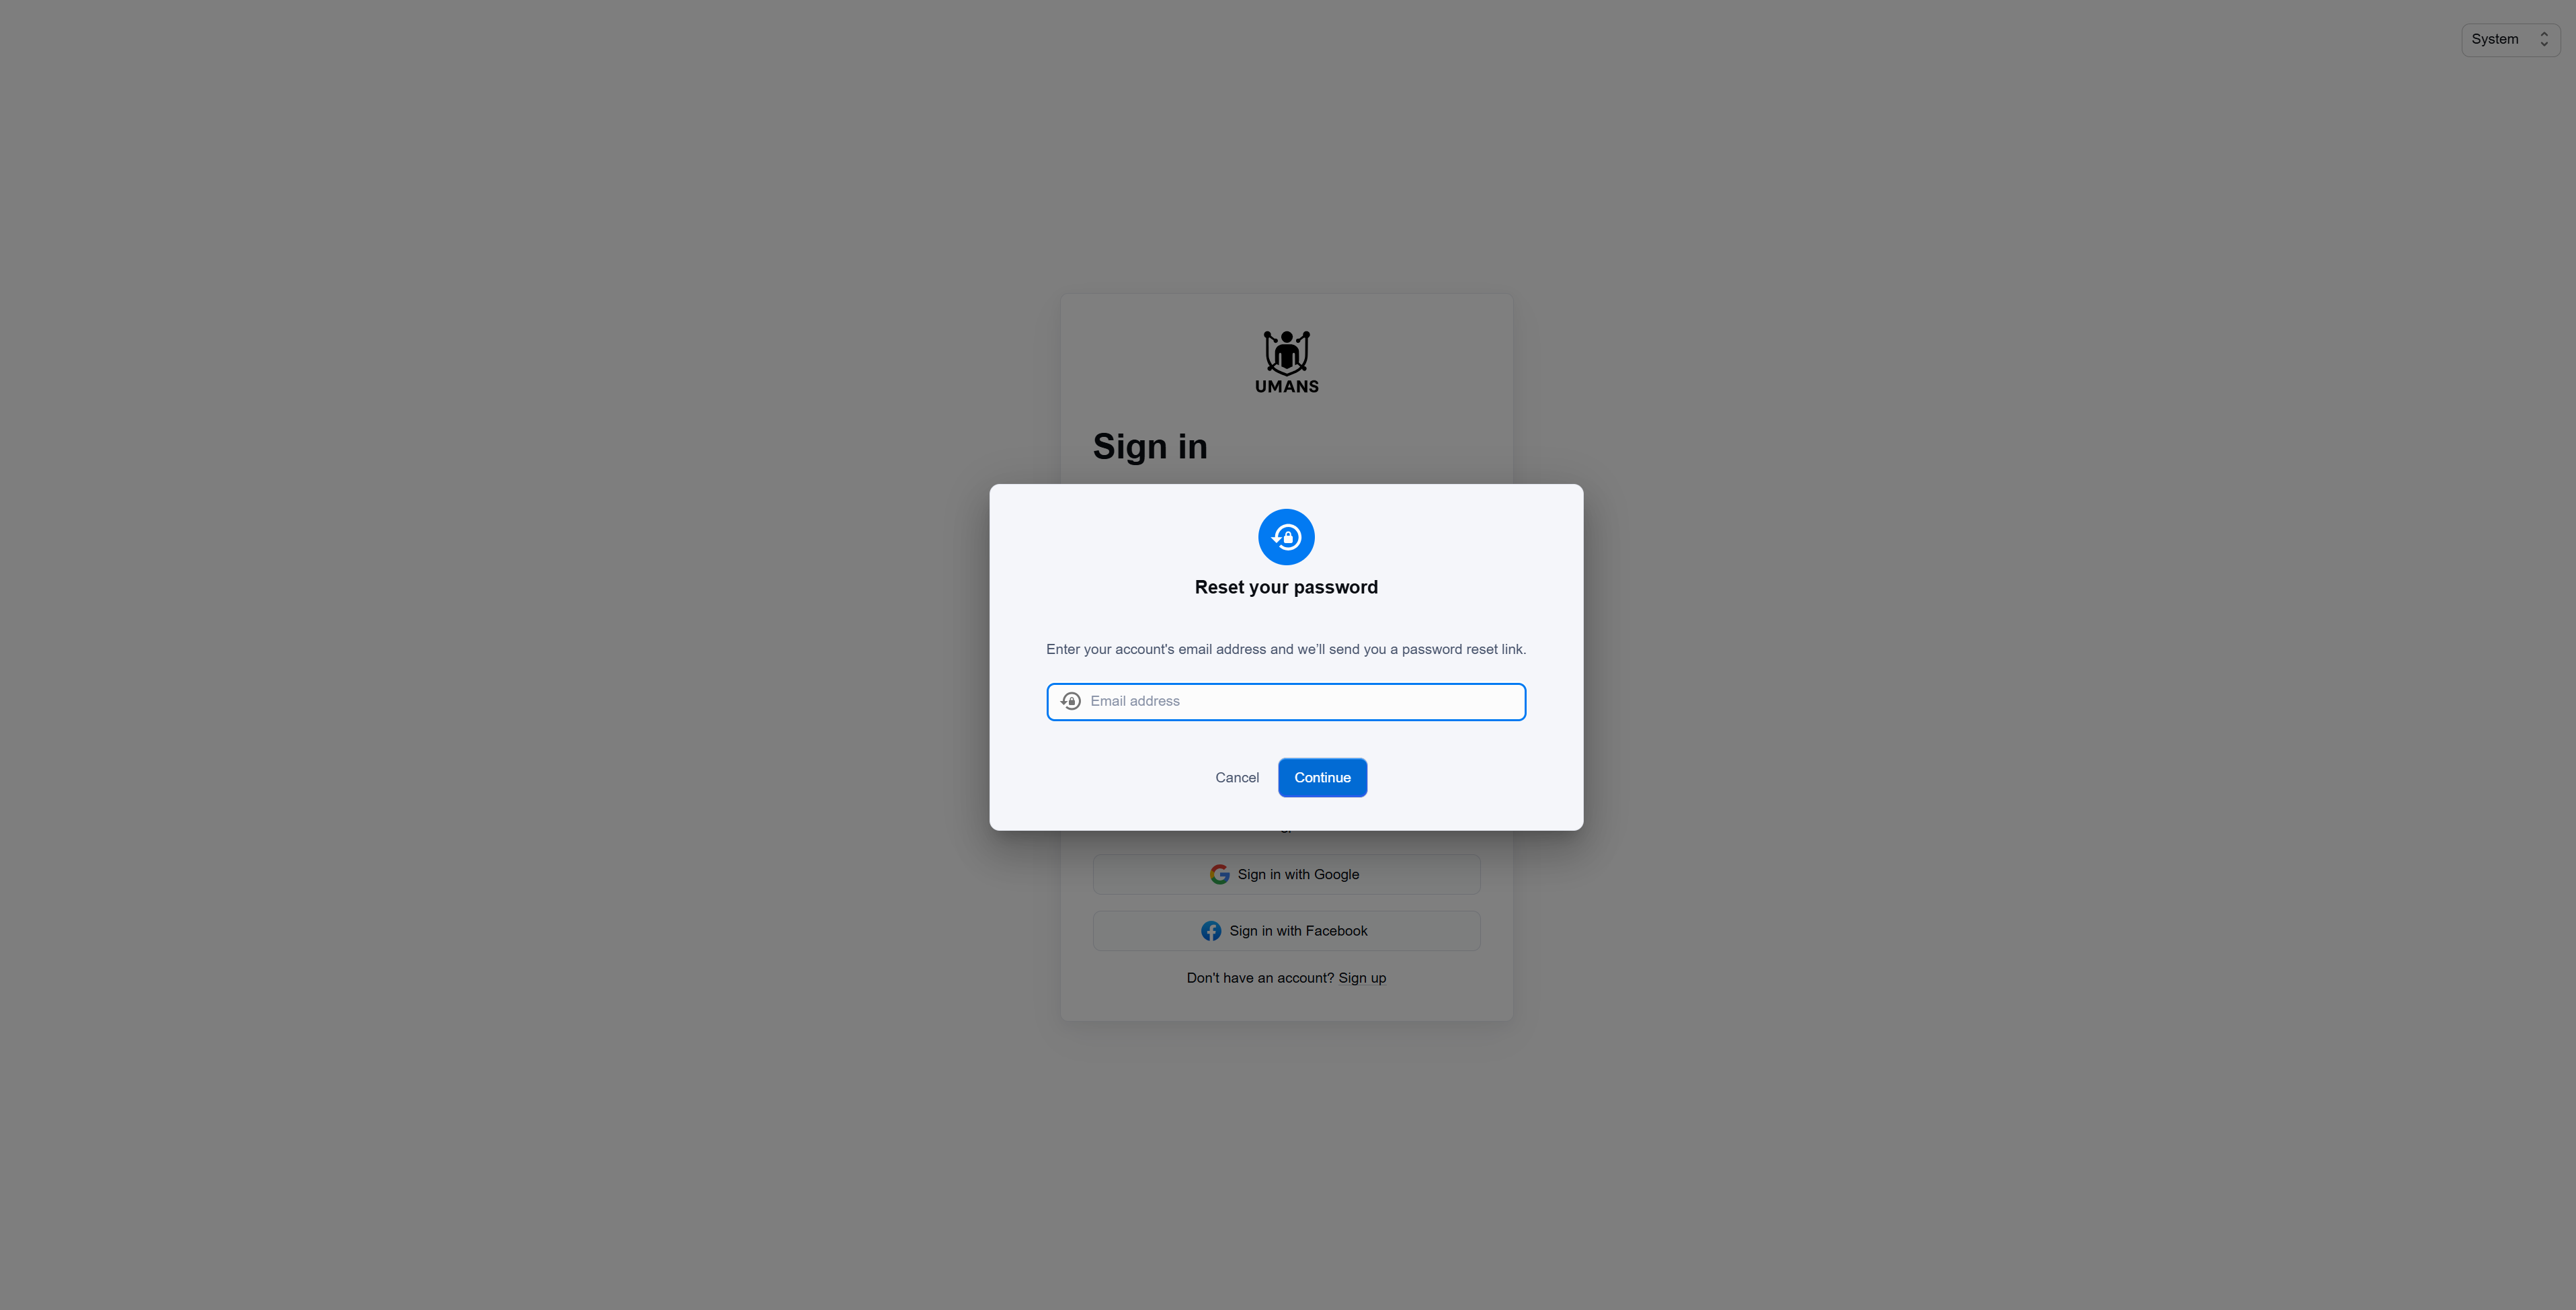 System
UMANS
Sign in
Reset your password
Enter your account's email address and we’ll send you a password reset link.
Email address
Cancel Continue
Sign in with Google
Sign in with Facebook
Don't have an account? Sign up